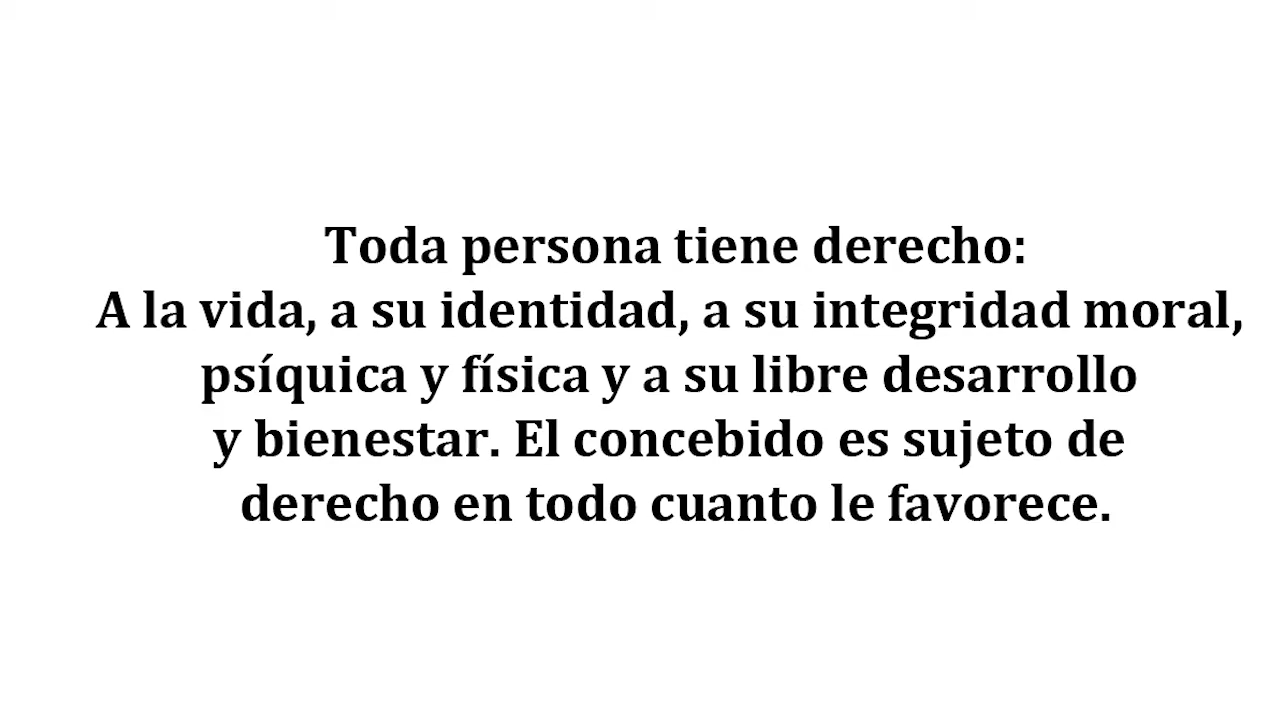 Toda persona tiene derecho:
A la vida, a su identidad, a su integridad moral,
psíquica y física y a su libre desarrollo
y bienestar. El concebido es sujeto de
derecho en todo cuanto le favorece.